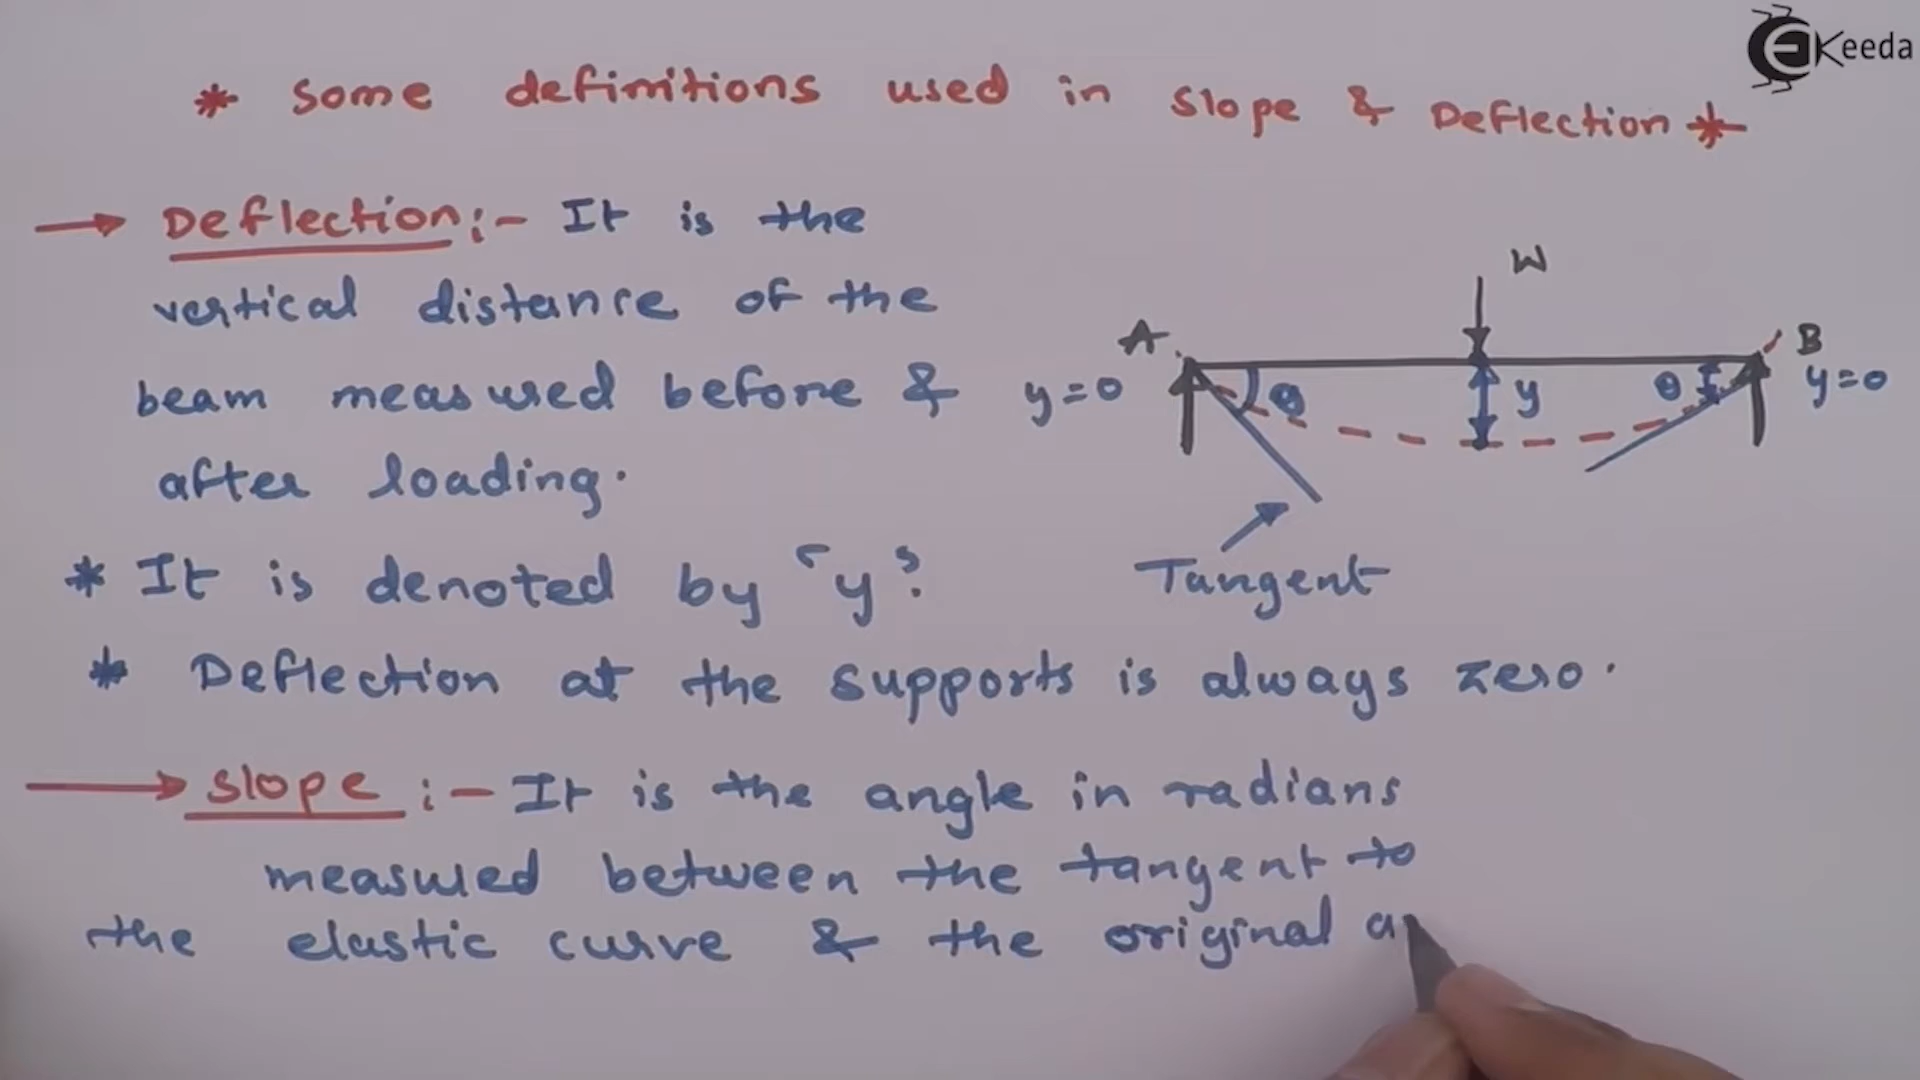 Keeda
* Some definitions used in Slope & Deflection *
→ Deflection :- It is the
vertical distance of the
beam measured before &
after loading.
* It is denoted by 'y'.
* Deflection at the supports is always zero.
→ Slope :- It is the angle in radians
measured between the tangent to
the elastic curve & the original a
W
A
B
y=0
θ
y
θ
y=0
Tangent